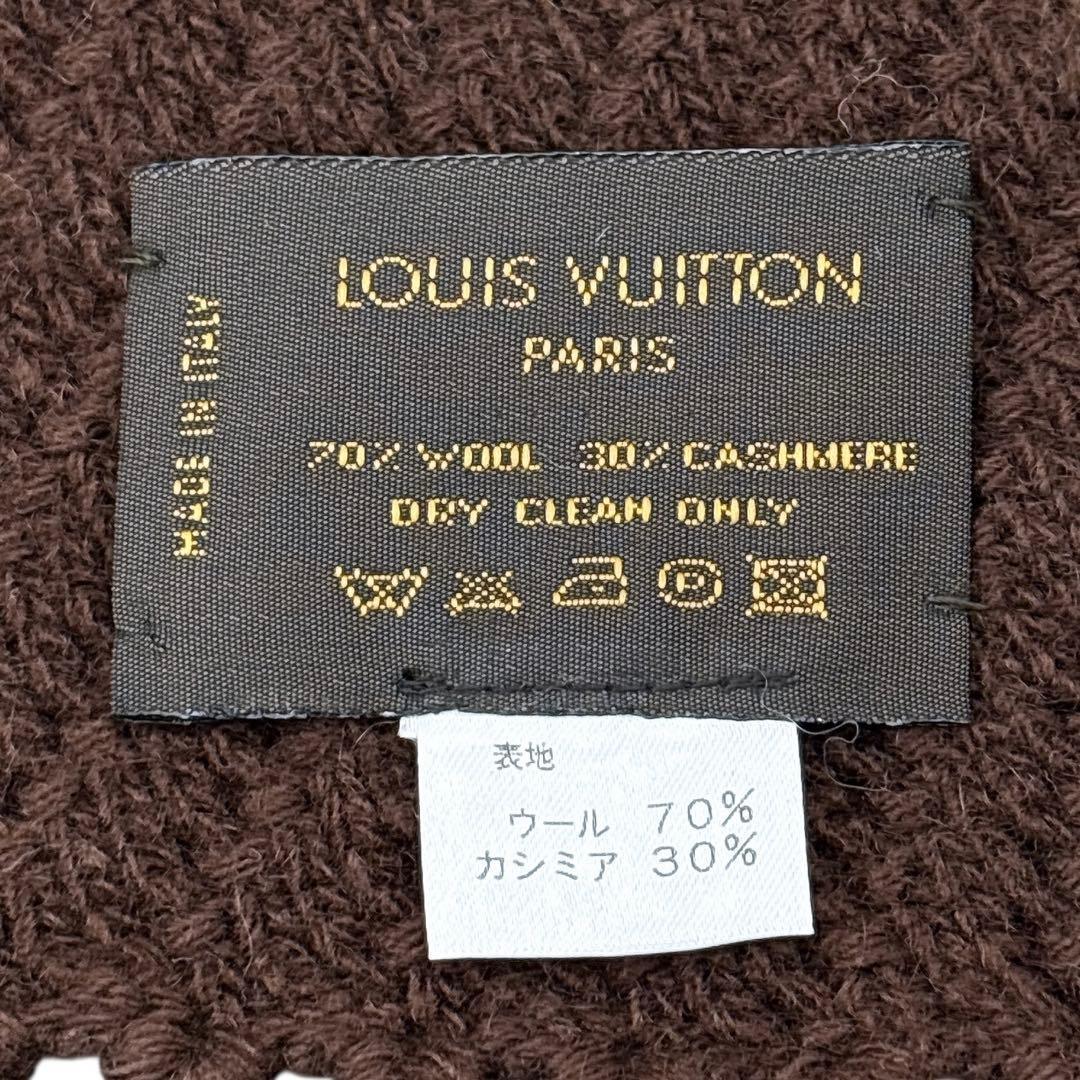 LOUIS VUITTON
PARIS
70% WOOL 30% CASHMERE
DRY CLEAN ONLY
P
MADE IN ITALY
表地
ウール 70%
カシミア 30%